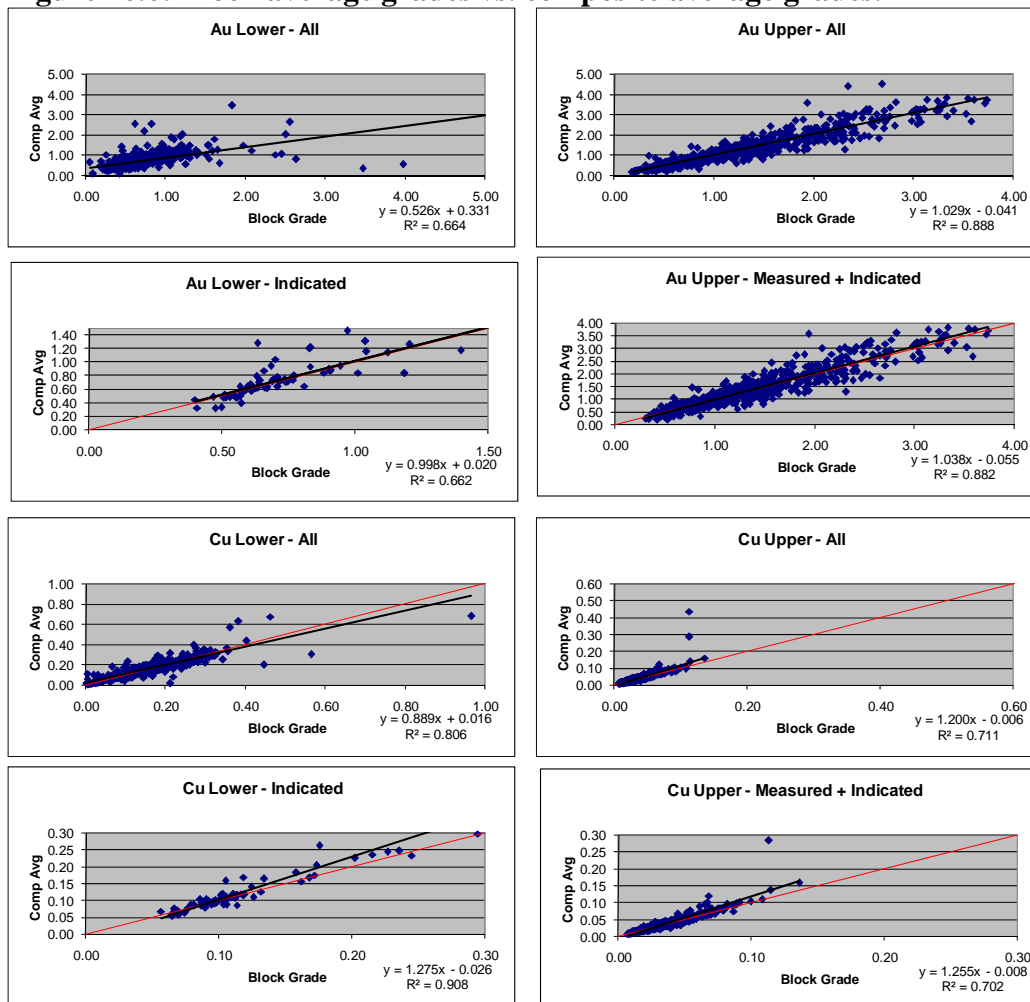 average grades vs. composite average grades.
Au Lower - All
Comp Avg
5.00
4.00
3.00
2.00
1.00
0.00
0.00 1.00 2.00 3.00 4.00 5.00
Block Grade
y = 0.526x + 0.331
R² = 0.664
Au Upper - All
Comp Avg
5.00
4.00
3.00
2.00
1.00
0.00
0.00 1.00 2.00 3.00 4.00
Block Grade
y = 1.029x - 0.041
R² = 0.888
Au Lower - Indicated
Comp Avg
1.40
1.20
1.00
0.80
0.60
0.40
0.20
0.00
0.00 0.50 1.00 1.50
Block Grade
y = 0.998x + 0.020
R² = 0.662
Au Upper - Measured + Indicated
Comp Avg
4.00
3.50
3.00
2.50
2.00
1.50
1.00
0.50
0.00
0.00 1.00 2.00 3.00 4.00
Block Grade
y = 1.038x - 0.055
R² = 0.882
Cu Lower - All
Comp Avg
1.00
0.80
0.60
0.40
0.20
0.00
0.00 0.20 0.40 0.60 0.80 1.00
Block Grade
y = 0.889x + 0.016
R² = 0.806
Cu Upper - All
Comp Avg
0.60
0.50
0.40
0.30
0.20
0.10
0.00
0.00 0.20 0.40 0.60
Block Grade
y = 1.200x - 0.006
R² = 0.711
Cu Lower - Indicated
Comp Avg
0.30
0.25
0.20
0.15
0.10
0.05
0.00
0.00 0.10 0.20 0.30
Block Grade
y = 1.275x - 0.026
R² = 0.908
Cu Upper - Measured + Indicated
Comp Avg
0.30
0.25
0.20
0.15
0.10
0.05
0.00
0.00 0.10 0.20 0.30
Block Grade
y = 1.255x - 0.008
R² = 0.702